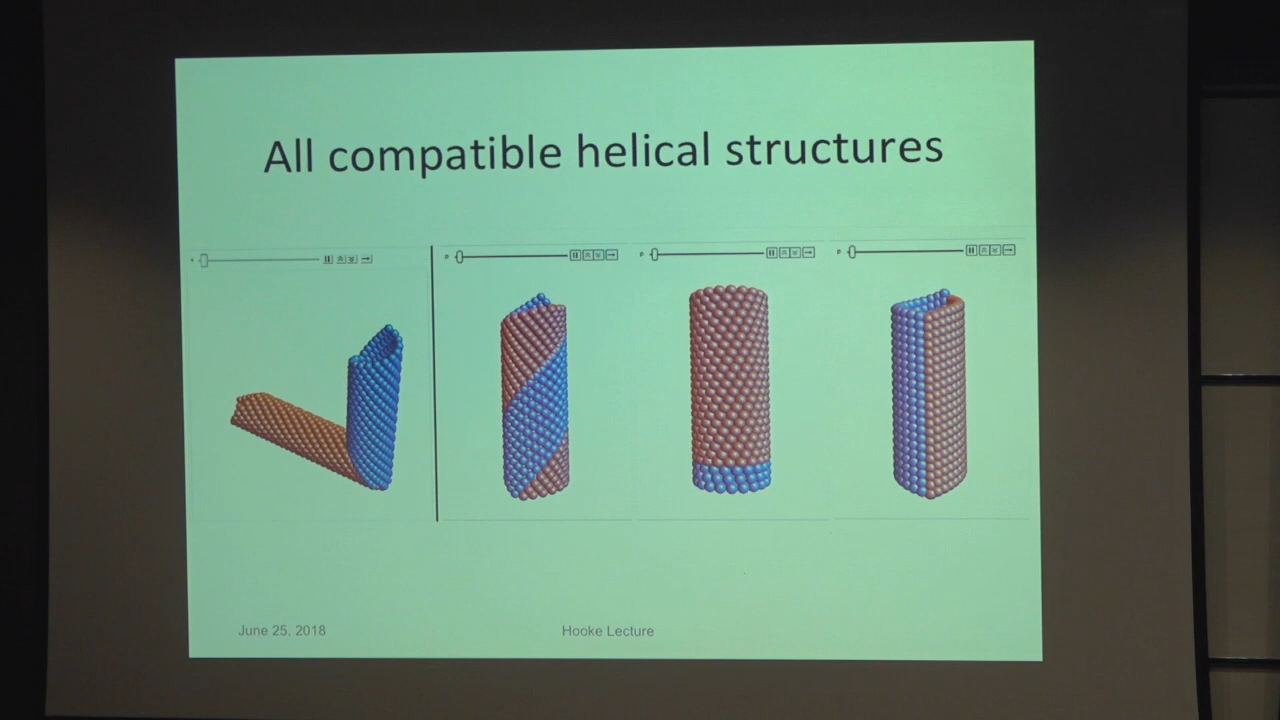 All compatible helical structures
p
p
p
June 25, 2018
Hooke Lecture